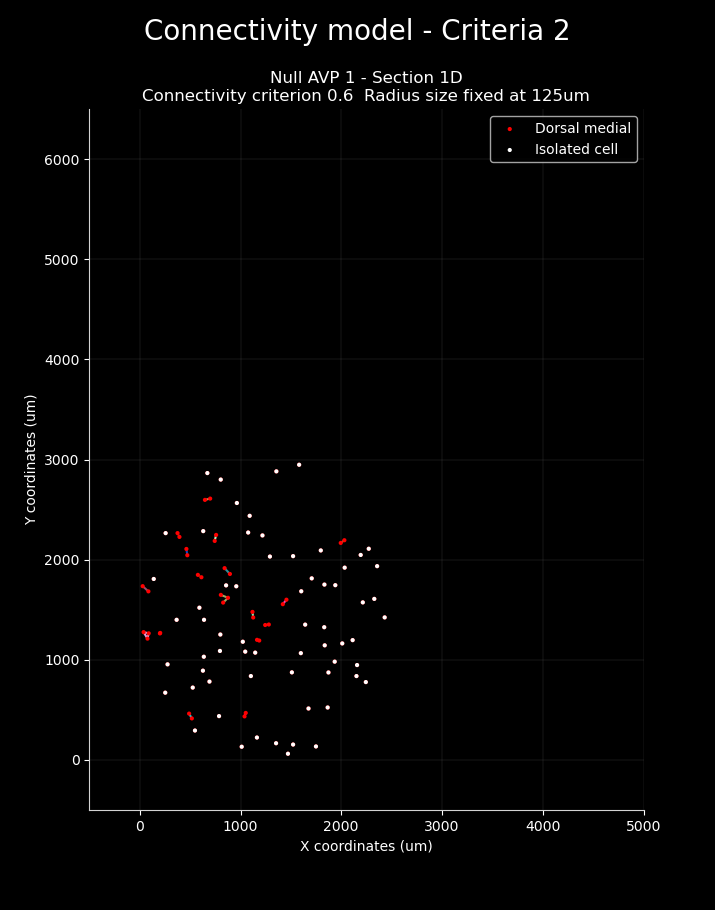 Connectivity model - Criteria 2
Null AVP 1 - Section 1D
Connectivity criterion 0.6  Radius size fixed at 125um
Dorsal medial
Isolated cell
6000
5000
4000
3000
2000
1000
0
Y coordinates (um)
0 1000 2000 3000 4000 5000
X coordinates (um)